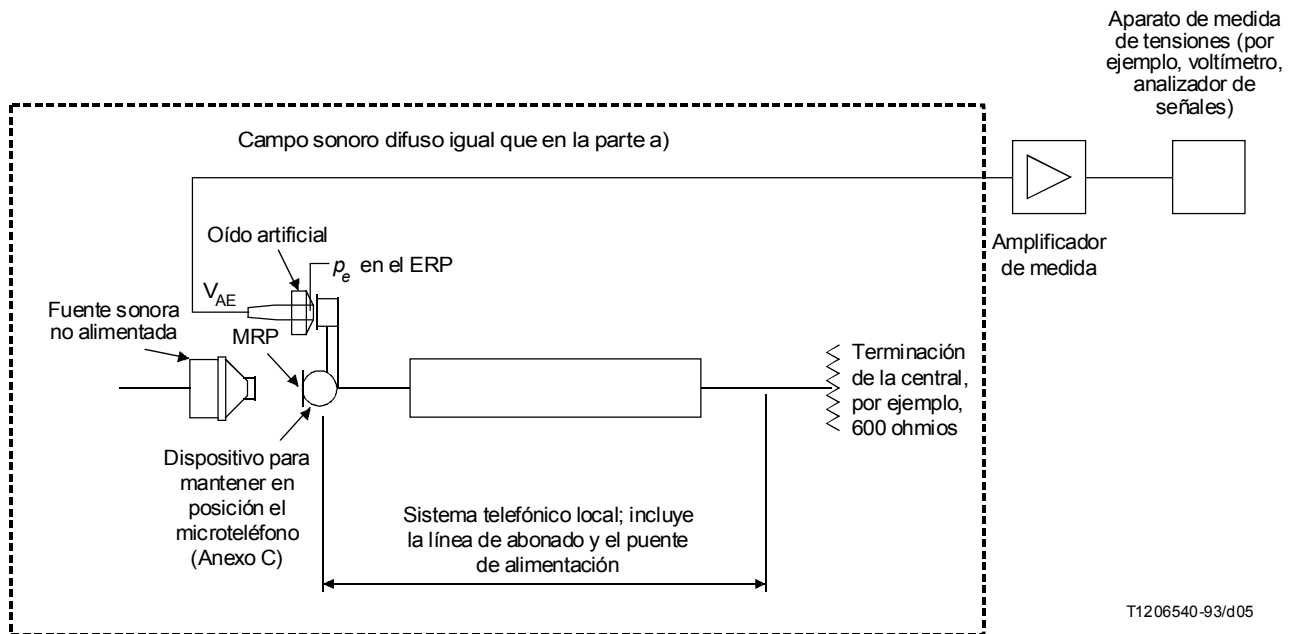 Aparato de medida
de tensiones (por
ejemplo, voltímetro,
analizador de
señales)
Campo sonoro difuso igual que en la parte a)
Oído artificial
pe en el ERP
VAE
Amplificador
de medida
Fuente sonora
no alimentada
MRP
Terminación
de la central,
por ejemplo,
600 ohmios
Dispositivo para
mantener en
posición el
microteléfono
(Anexo C)
Sistema telefónico local; incluye
la línea de abonado y el puente
de alimentación
T1206540-93/d05